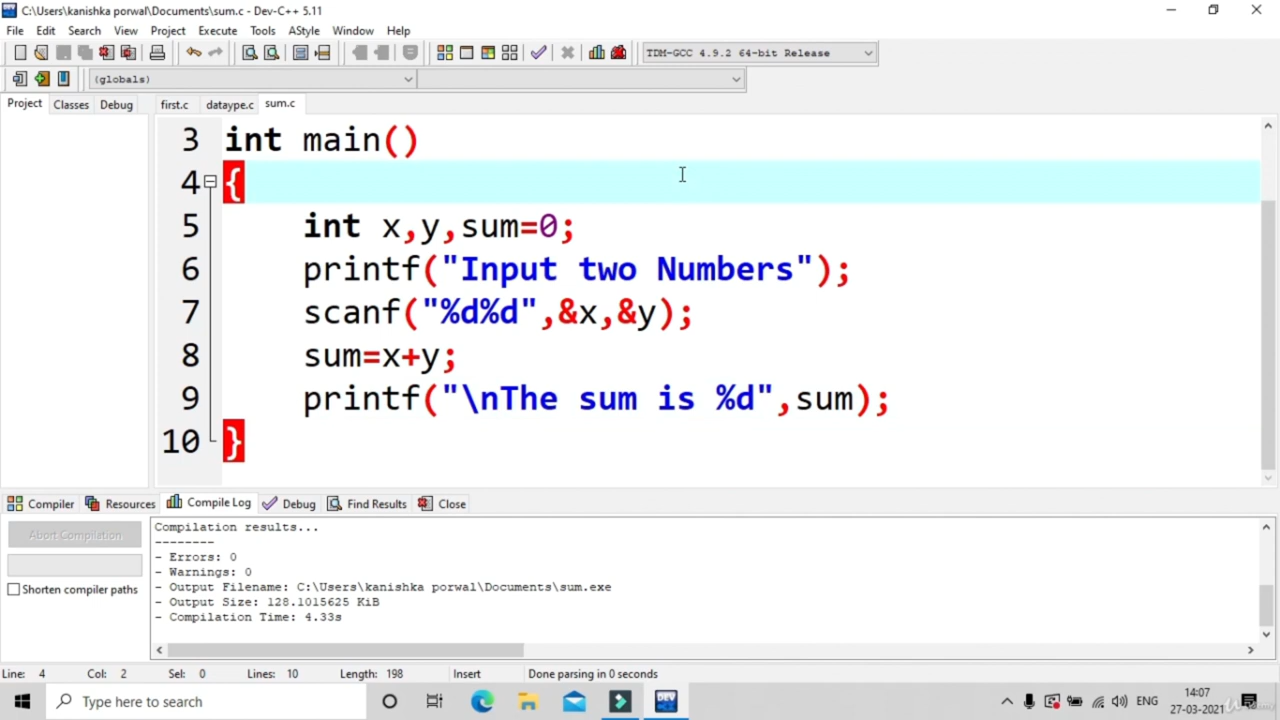 C:\Users\kanishka porwal\Documents\sum.c - Dev-C++ 5.11
File Edit Search View Project Execute Tools AStyle Window Help
TDM-GCC 4.9.2 64-bit Release
(globals)
Project Classes Debug first.c dataype.c sum.c
3 int main()
4 {
5 int x,y,sum=0;
6 printf("Input two Numbers");
7 scanf("%d%d",&x,&y);
8 sum=x+y;
9 printf("\nThe sum is %d",sum);
10 }
Compiler Resources Compile Log Debug Find Results Close
Abort Compilation
Shorten compiler paths
Compilation results...
--------
- Errors: 0
- Warnings: 0
- Output Filename: C:\Users\kanishka porwal\Documents\sum.exe
- Output Size: 128.1015625 KiB
- Compilation Time: 4.33s
Line: 4 Col: 2 Sel: 0 Lines: 10 Length: 198 Insert Done parsing in 0 seconds
Type here to search
DEV
ENG
14:07
27-03-2021
Udemy